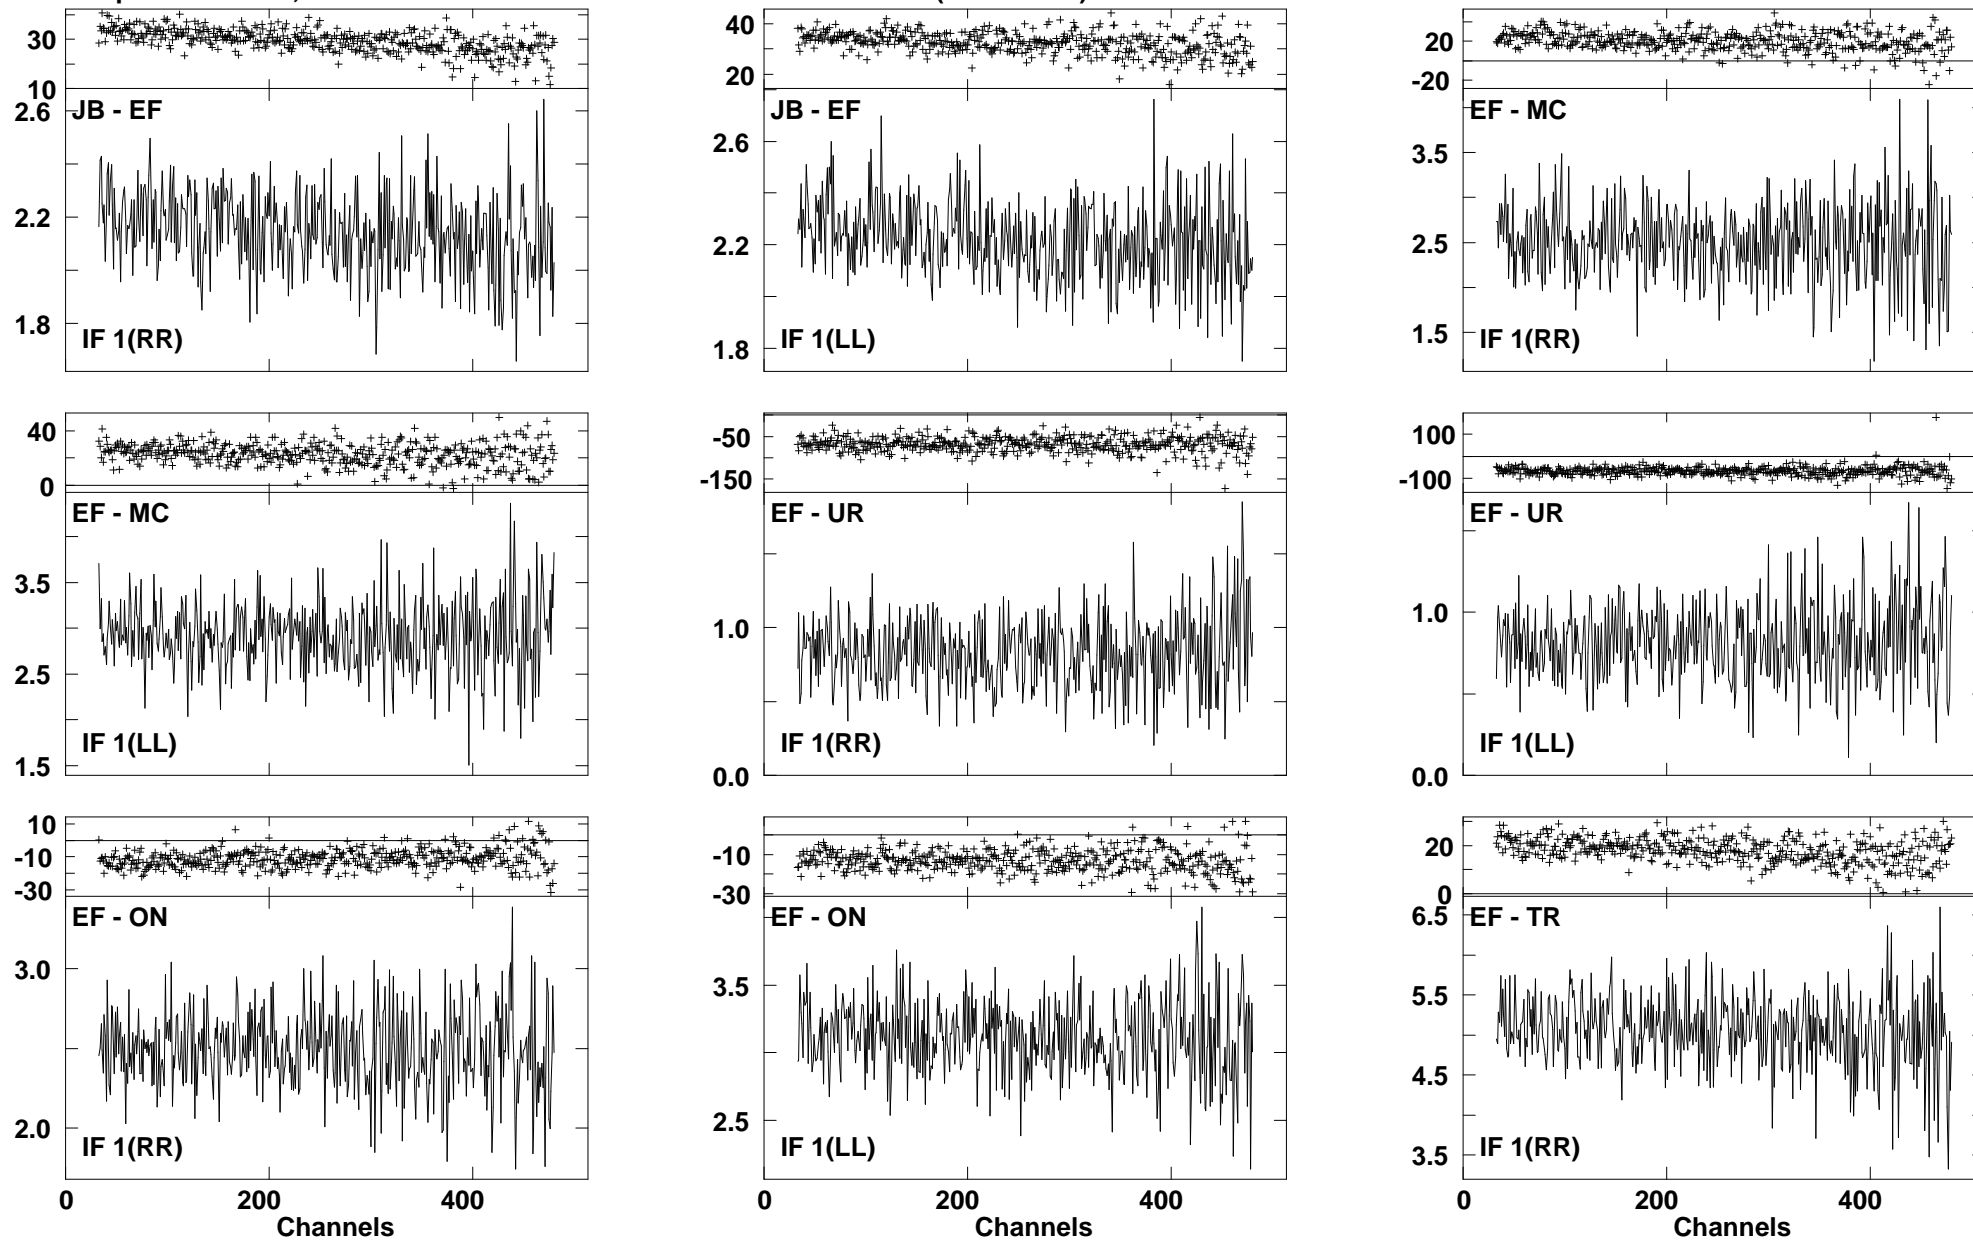 30
10
40
20
20
-20
JB - EF
JB - EF
EF - MC
2.6
2.2
1.8
2.6
2.2
1.8
3.5
2.5
1.5
IF 1(RR)
IF 1(LL)
IF 1(RR)
40
0
-50
-150
100
-100
EF - MC
EF - UR
EF - UR
3.5
2.5
1.5
1.0
0.0
1.0
0.0
IF 1(LL)
IF 1(RR)
IF 1(LL)
10
-10
-30
-10
-30
20
0
EF - ON
EF - ON
EF - TR
3.0
2.0
3.5
2.5
6.5
5.5
4.5
3.5
IF 1(RR)
IF 1(LL)
IF 1(RR)
0 200 400
0 200 400
0 200 400
Channels
Channels
Channels